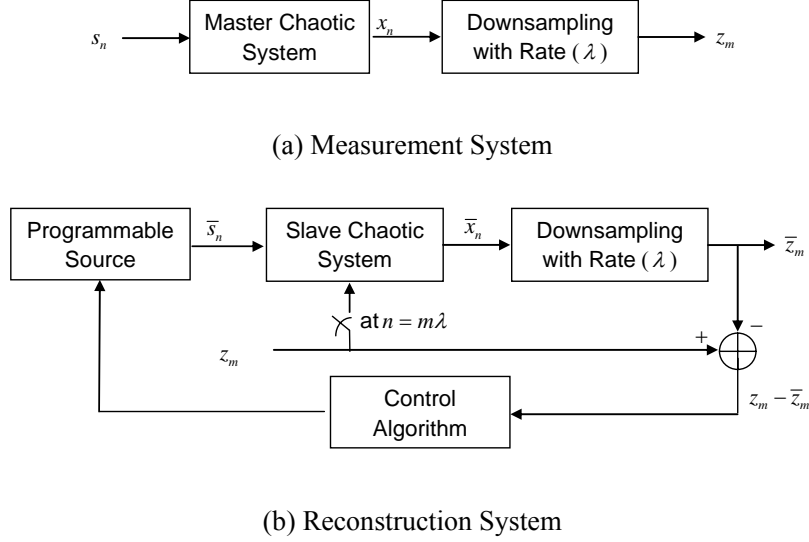 s_n
Master Chaotic
System
x_n
Downsampling
with Rate (λ)
z_m
(a) Measurement System
Programmable
Source
s̅_n
Slave Chaotic
System
x̅_n
Downsampling
with Rate (λ)
z̅_m
at n = mλ
z_m
+
−
Control
Algorithm
z_m − z̅_m
(b) Reconstruction System